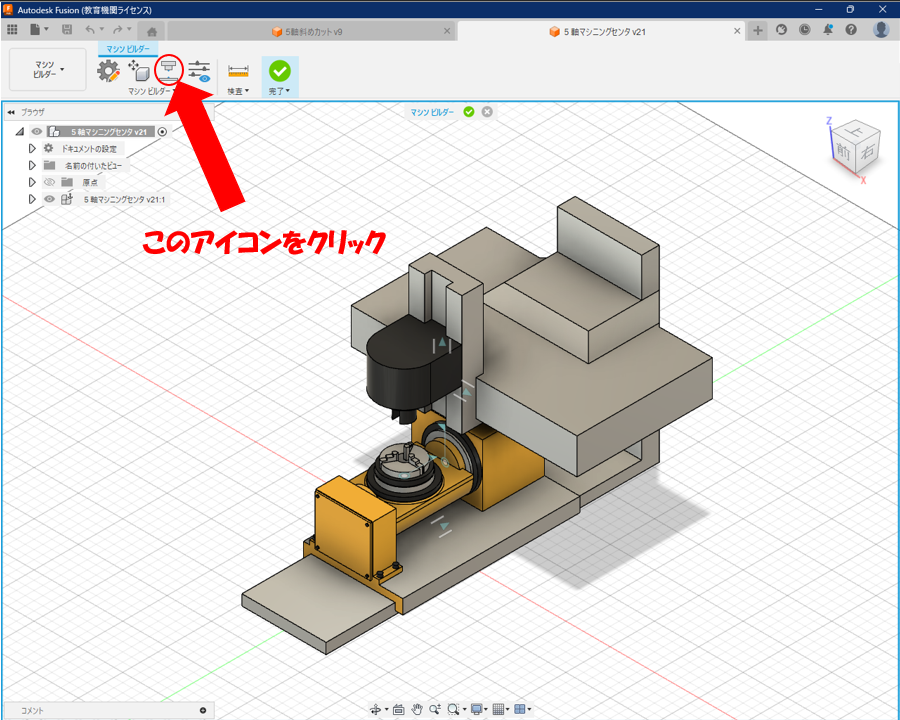 Autodesk Fusion (教育機関ライセンス)
5軸斜めカット v9
5 軸マシニングセンタ v21
マシン ビルダー
マシン
ビルダー
マシン ビルダー
検査
完了
ブラウザ
マシン ビルダー
5 軸マシニングセンタ v21
ドキュメントの設定
名前の付いたビュー
原点
5 軸マシニングセンタ v21:1
Z
上
前
右
X
このアイコンをクリック
コメント